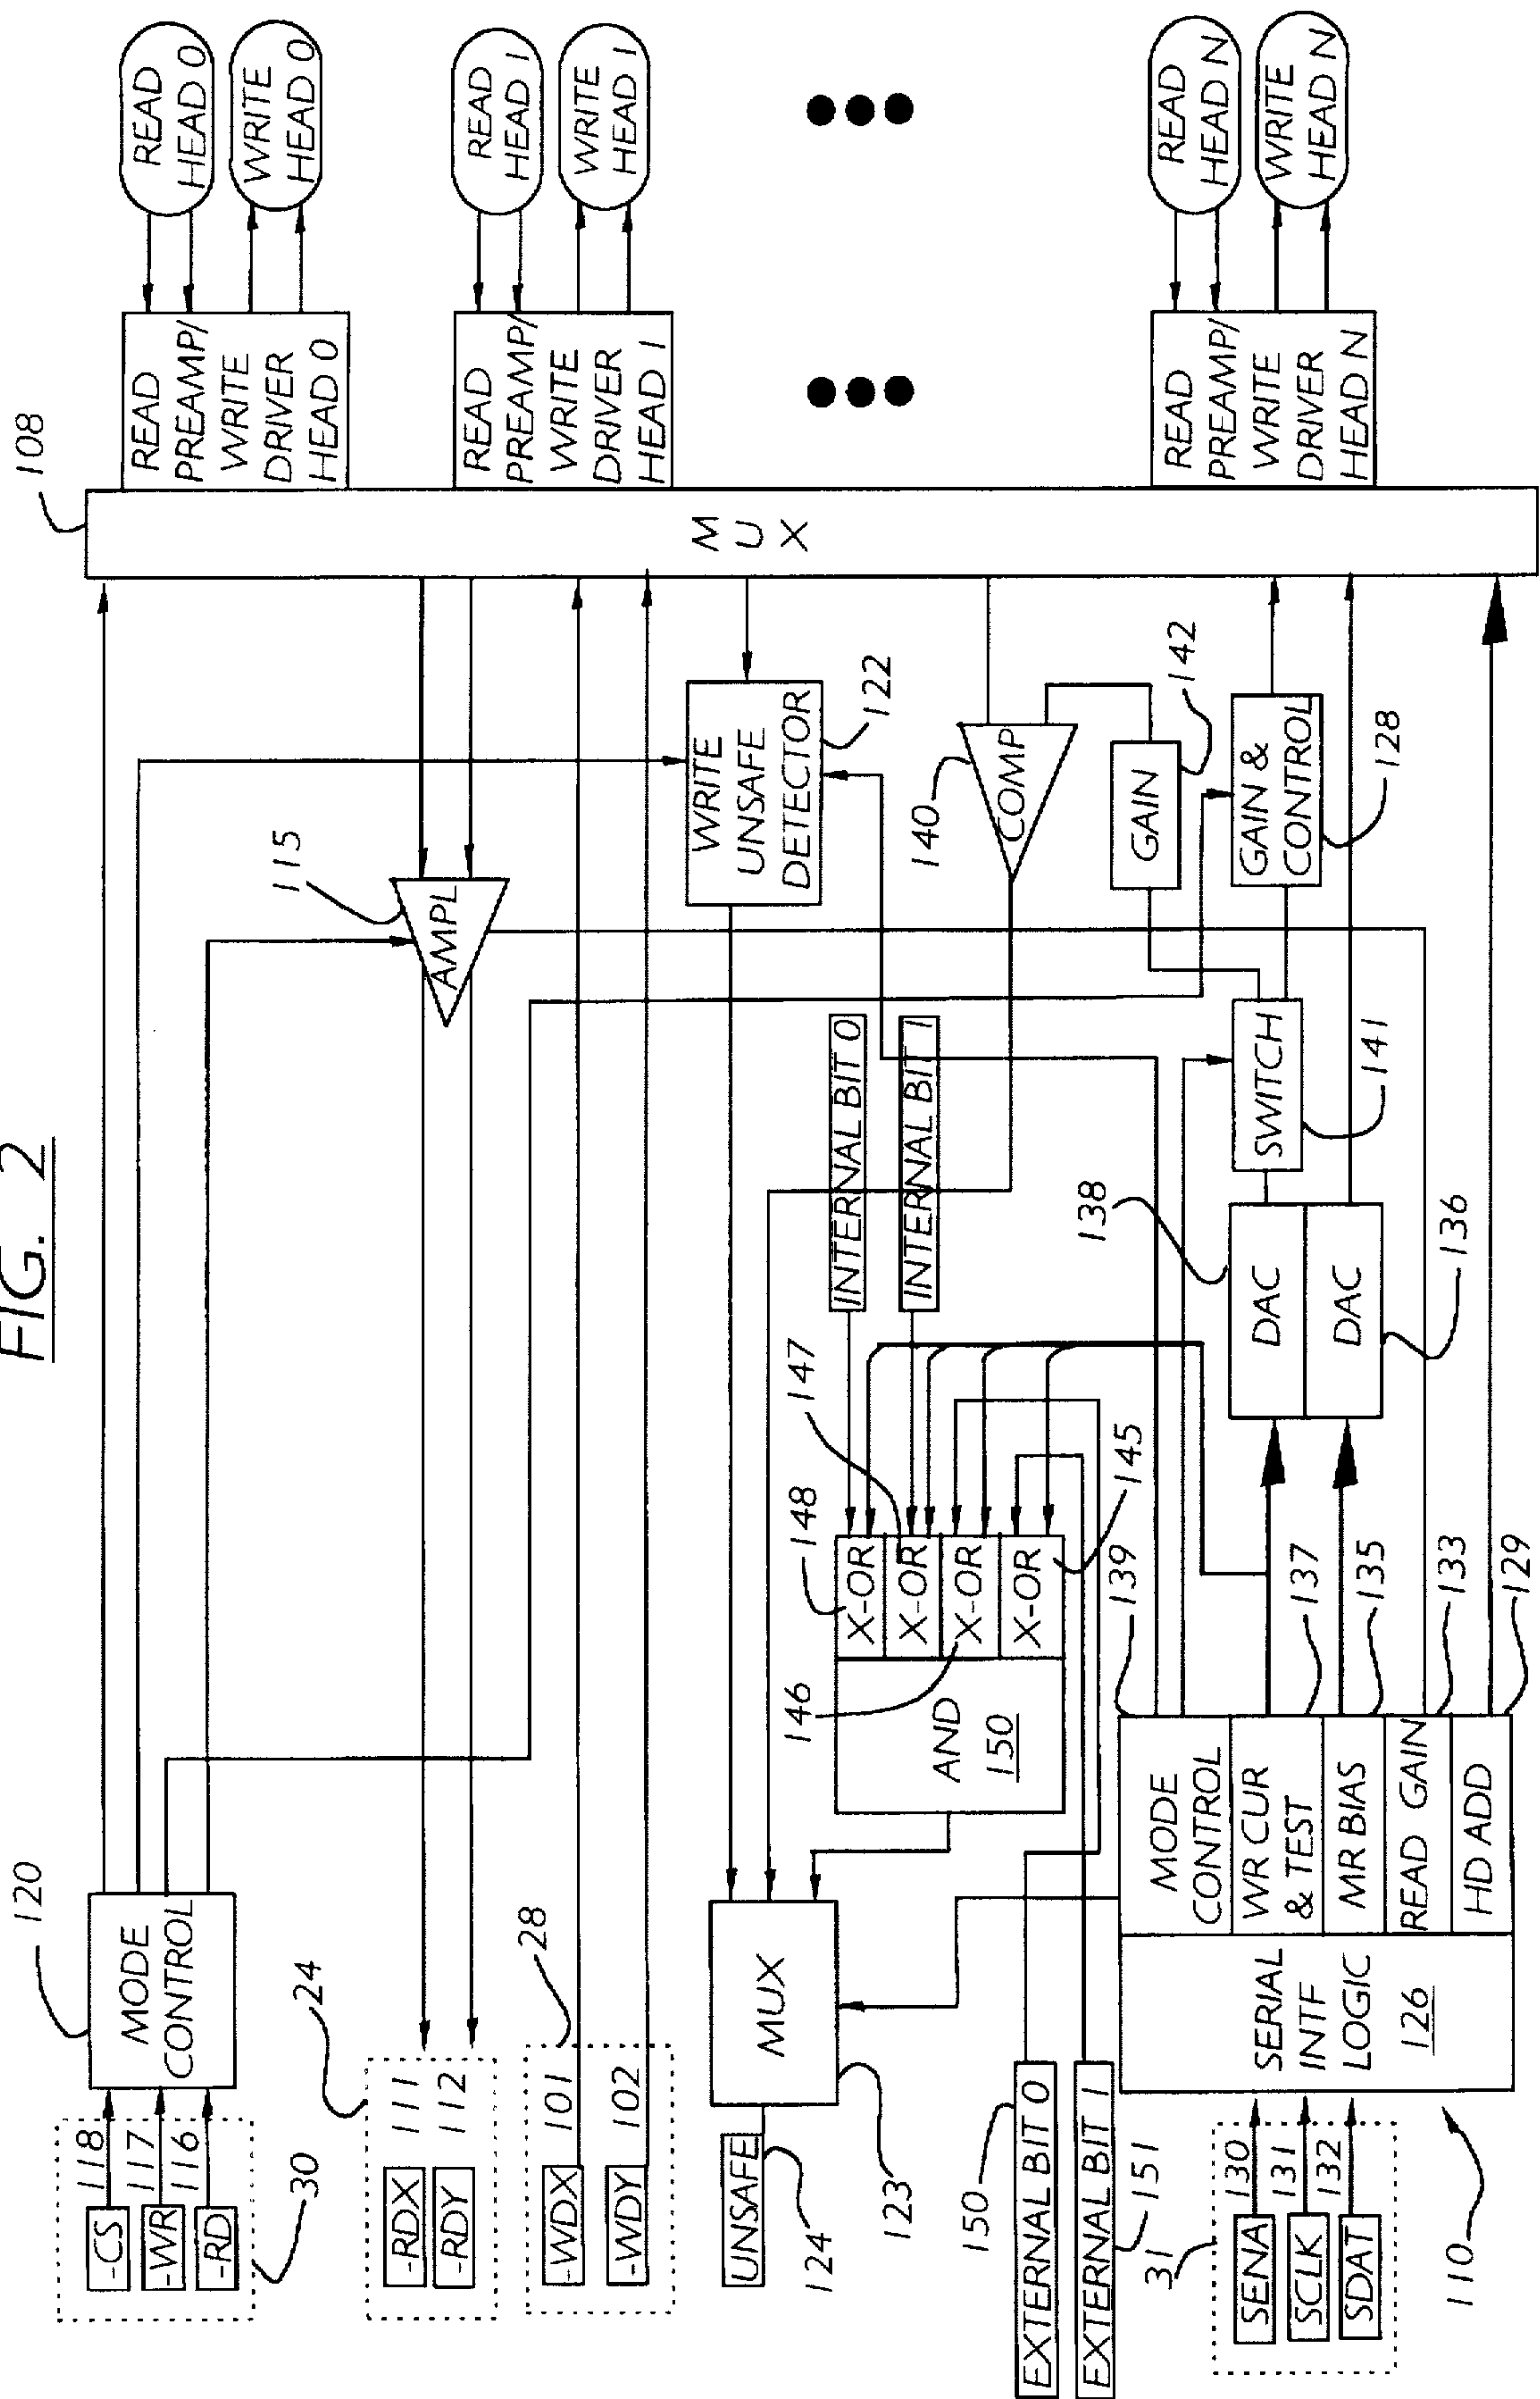 FIG. 2
120
MODE
CONTROL
118
-CS
117
-WR
116
-RD
30
24
-RDX 111
-RDY 112
28
-WDX 101
-WDY 102
115
AMPL
108
M
U
X
READ
PREAMP/
WRITE
DRIVER
HEAD 0
READ
HEAD 0
WRITE
HEAD 0
READ
PREAMP/
WRITE
DRIVER
HEAD 1
READ
HEAD 1
WRITE
HEAD 1
READ
PREAMP/
WRITE
DRIVER
HEAD N
READ
HEAD N
WRITE
HEAD N
WRITE
UNSAFE
DETECTOR
122
UNSAFE
124
MUX
123
140
COMP
GAIN
142
GAIN &
CONTROL
128
INTERNAL BIT 0
INTERNAL BIT 1
148
147
X-OR
X-OR
X-OR
X-OR
146
145
AND
150
150
EXTERNAL BIT 0
EXTERNAL BIT 1
151
138
DAC
DAC
136
SWITCH
141
139
MODE
CONTROL
WR CUR
& TEST
137
MR BIAS
135
READ GAIN
133
HD ADD
129
SERIAL
INTF
LOGIC
126
31
SENA
130
SCLK
131
SDAT
132
110